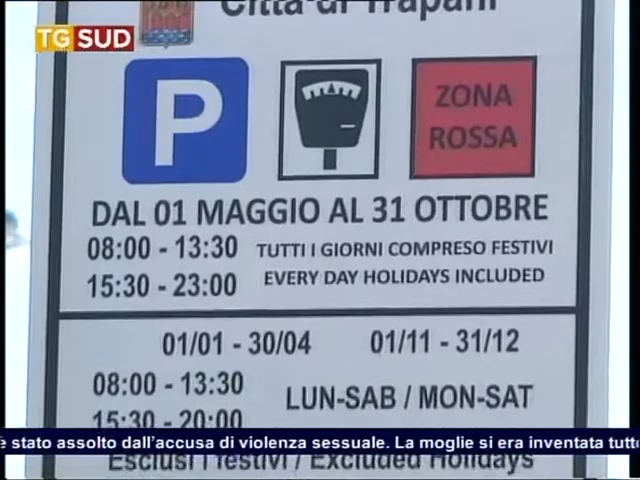 Città di Trapani
TG SUD
P
ZONA
ROSSA
DAL 01 MAGGIO AL 31 OTTOBRE
08:00 - 13:30 TUTTI I GIORNI COMPRESO FESTIVI
15:30 - 23:00 EVERY DAY HOLIDAYS INCLUDED
01/01 - 30/04 01/11 - 31/12
08:00 - 13:30 LUN-SAB / MON-SAT
15:30 - 20:00
è stato assolto dall'accusa di violenza sessuale. La moglie si era inventata tutto
Esclusi i festivi / Excluded Holidays